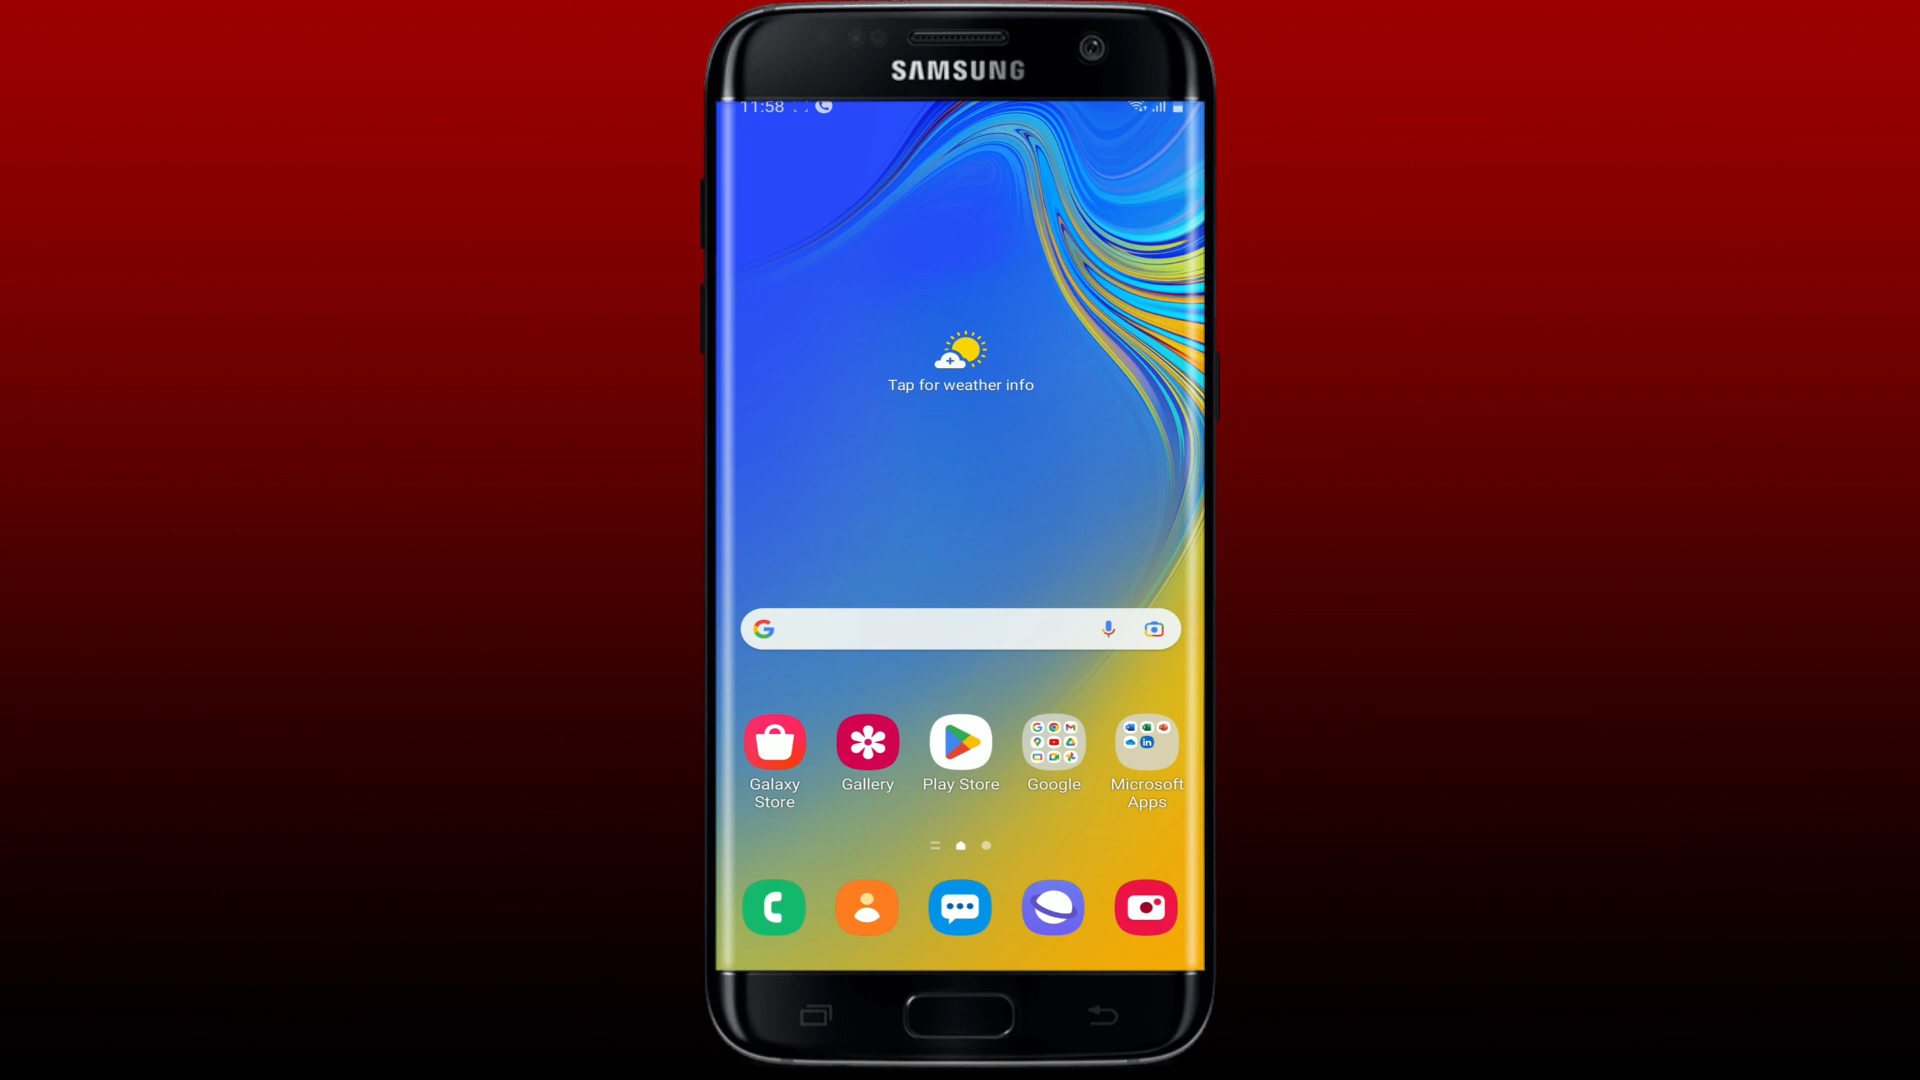 SAMSUNG
11:58
Tap for weather info
Galaxy
Store
Gallery
Play Store
Google
Microsoft
Apps